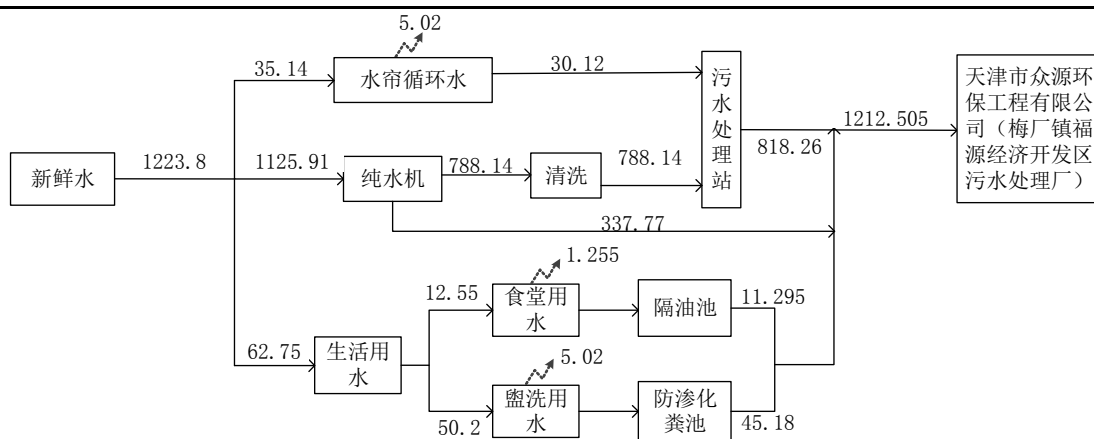 5.02
35.14
水帘循环水
30.12
污
水
处
理
站
天津市众源环
保工程有限公
司（梅厂镇福
源经济开发区
污水处理厂）
新鲜水
1223.8
1125.91
纯水机
788.14
清洗
788.14
818.26
1212.505
337.77
1.255
12.55
食堂用
水
隔油池
11.295
62.75
生活用
水
5.02
50.2
盥洗用
水
防渗化
粪池
45.18